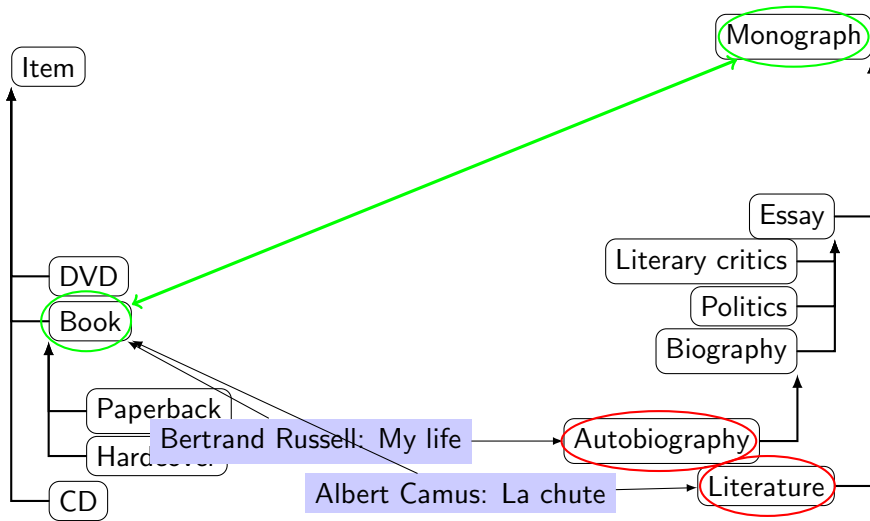 Monograph
Item
Essay
Literary critics
DVD
Politics
Book
Biography
Paperback
Bertrand Russell: My life
Autobiography
Hardcover
Literature
Albert Camus: La chute
CD